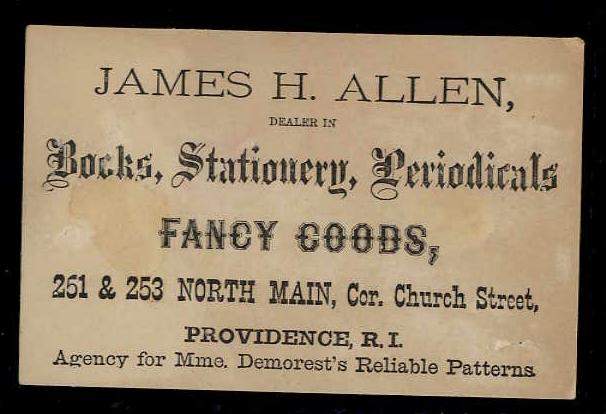 JAMES H. ALLEN,
DEALER IN
Books, Stationery, Periodicals
FANCY GOODS,
251 & 253 NORTH MAIN, Cor. Church Street,
PROVIDENCE, R. I.
Agency for Mme. Demorest's Reliable Patterns